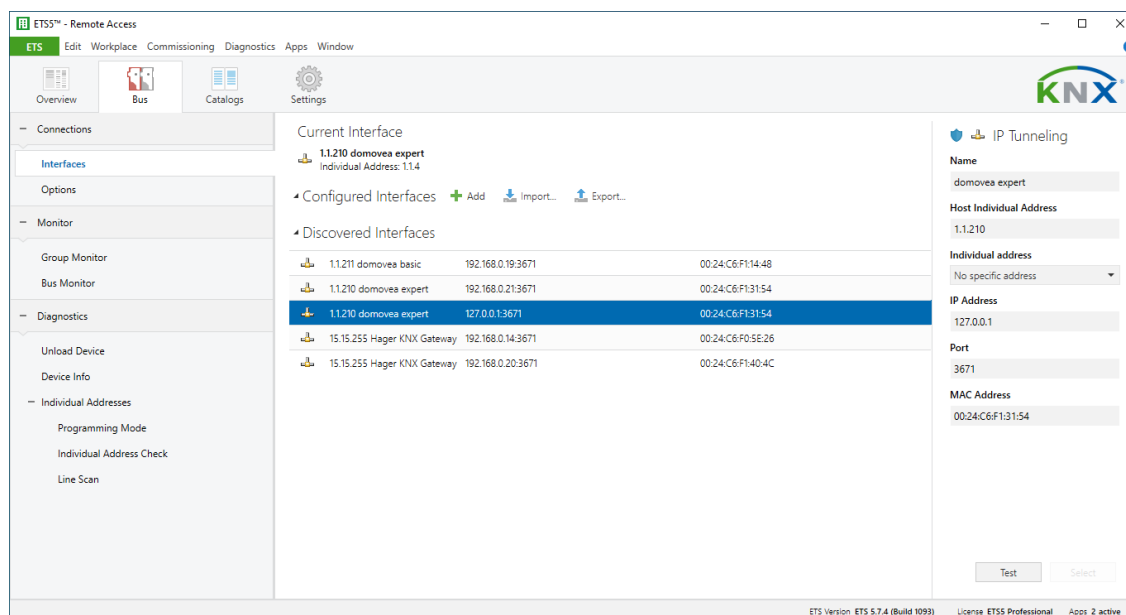 ETS5™ - Remote Access
ETS Edit Workplace Commissioning Diagnostics Apps Window
Overview Bus Catalogs Settings
KNX®
Connections
Interfaces
Options
Monitor
Group Monitor
Bus Monitor
Diagnostics
Unload Device
Device Info
Individual Addresses
Programming Mode
Individual Address Check
Line Scan
Current Interface
1.1.210 domovea expert
Individual Address: 1.1.4
Configured Interfaces Add Import... Export...
Discovered Interfaces
1.1.211 domovea basic 192.168.0.19:3671 00:24:C6:F1:14:48
1.1.210 domovea expert 192.168.0.21:3671 00:24:C6:F1:31:54
1.1.210 domovea expert 127.0.0.1:3671 00:24:C6:F1:31:54
15.15.255 Hager KNX Gateway 192.168.0.14:3671 00:24:C6:F0:5E:26
15.15.255 Hager KNX Gateway 192.168.0.20:3671 00:24:C6:F1:40:4C
IP Tunneling
Name
domovea expert
Host Individual Address
1.1.210
Individual address
No specific address
IP Address
127.0.0.1
Port
3671
MAC Address
00:24:C6:F1:31:54
Test Select
ETS Version ETS 5.7.4 (Build 1093) License ETS5 Professional Apps 2 active